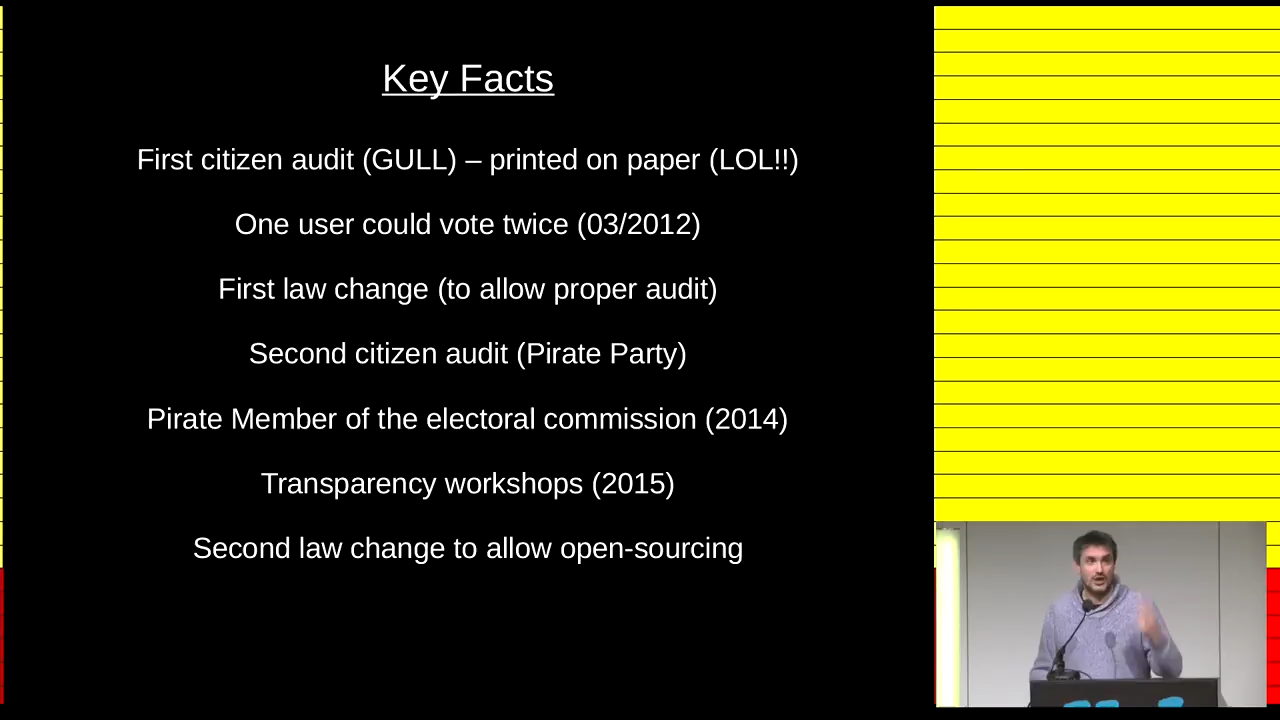 Key Facts
First citizen audit (GULL) – printed on paper (LOL!!)
One user could vote twice (03/2012)
First law change (to allow proper audit)
Second citizen audit (Pirate Party)
Pirate Member of the electoral commission (2014)
Transparency workshops (2015)
Second law change to allow open-sourcing